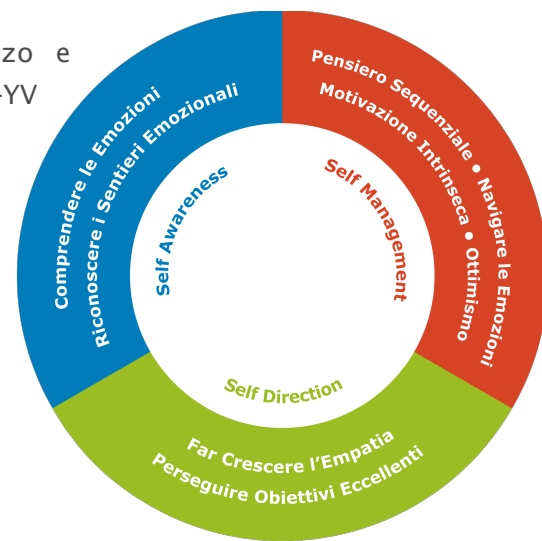 zo e
-YV
Comprendere le Emozioni
Riconoscere i Sentieri Emozionali
Self Awareness
Pensiero Sequenziale ● Navigare le Emozioni
Motivazione Intrinseca ● Ottimismo
Self Management
Self Direction
Far Crescere l’Empatia
Perseguire Obiettivi Eccellenti